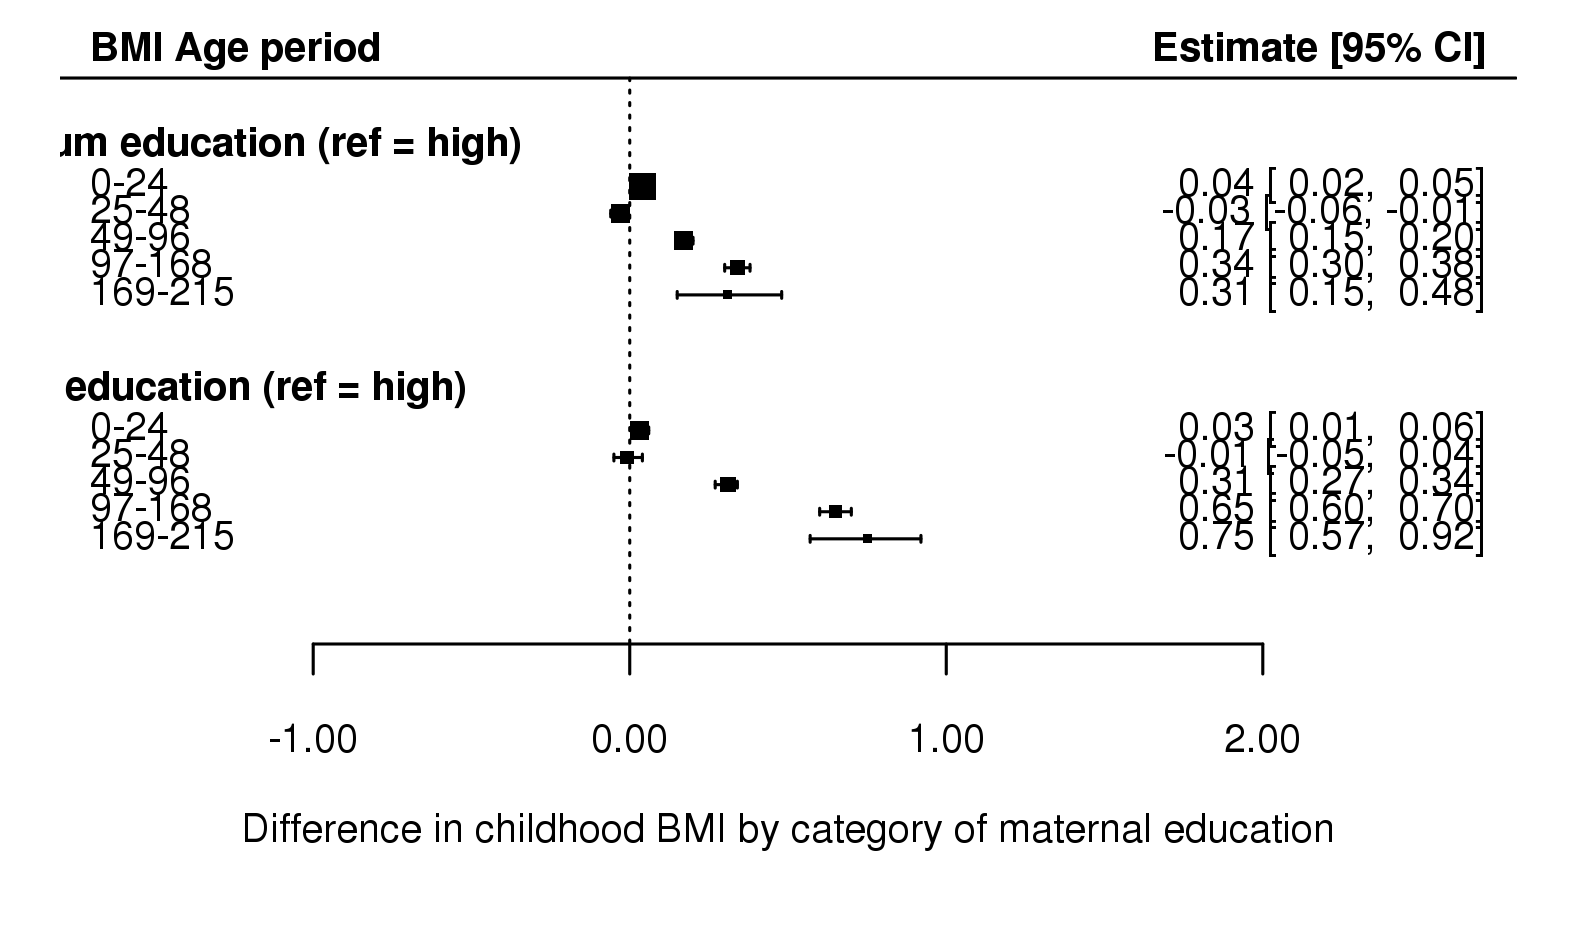 BMI Age period Estimate [95% CI]
um education (ref = high)
0-24 0.04 [ 0.02, 0.05]
25-48 -0.03 [-0.06, -0.01]
49-96 0.17 [ 0.15, 0.20]
97-168 0.34 [ 0.30, 0.38]
169-215 0.31 [ 0.15, 0.48]
education (ref = high)
0-24 0.03 [ 0.01, 0.06]
25-48 -0.01 [-0.05, 0.04]
49-96 0.31 [ 0.27, 0.34]
97-168 0.65 [ 0.60, 0.70]
169-215 0.75 [ 0.57, 0.92]
-1.00 0.00 1.00 2.00
Difference in childhood BMI by category of maternal education